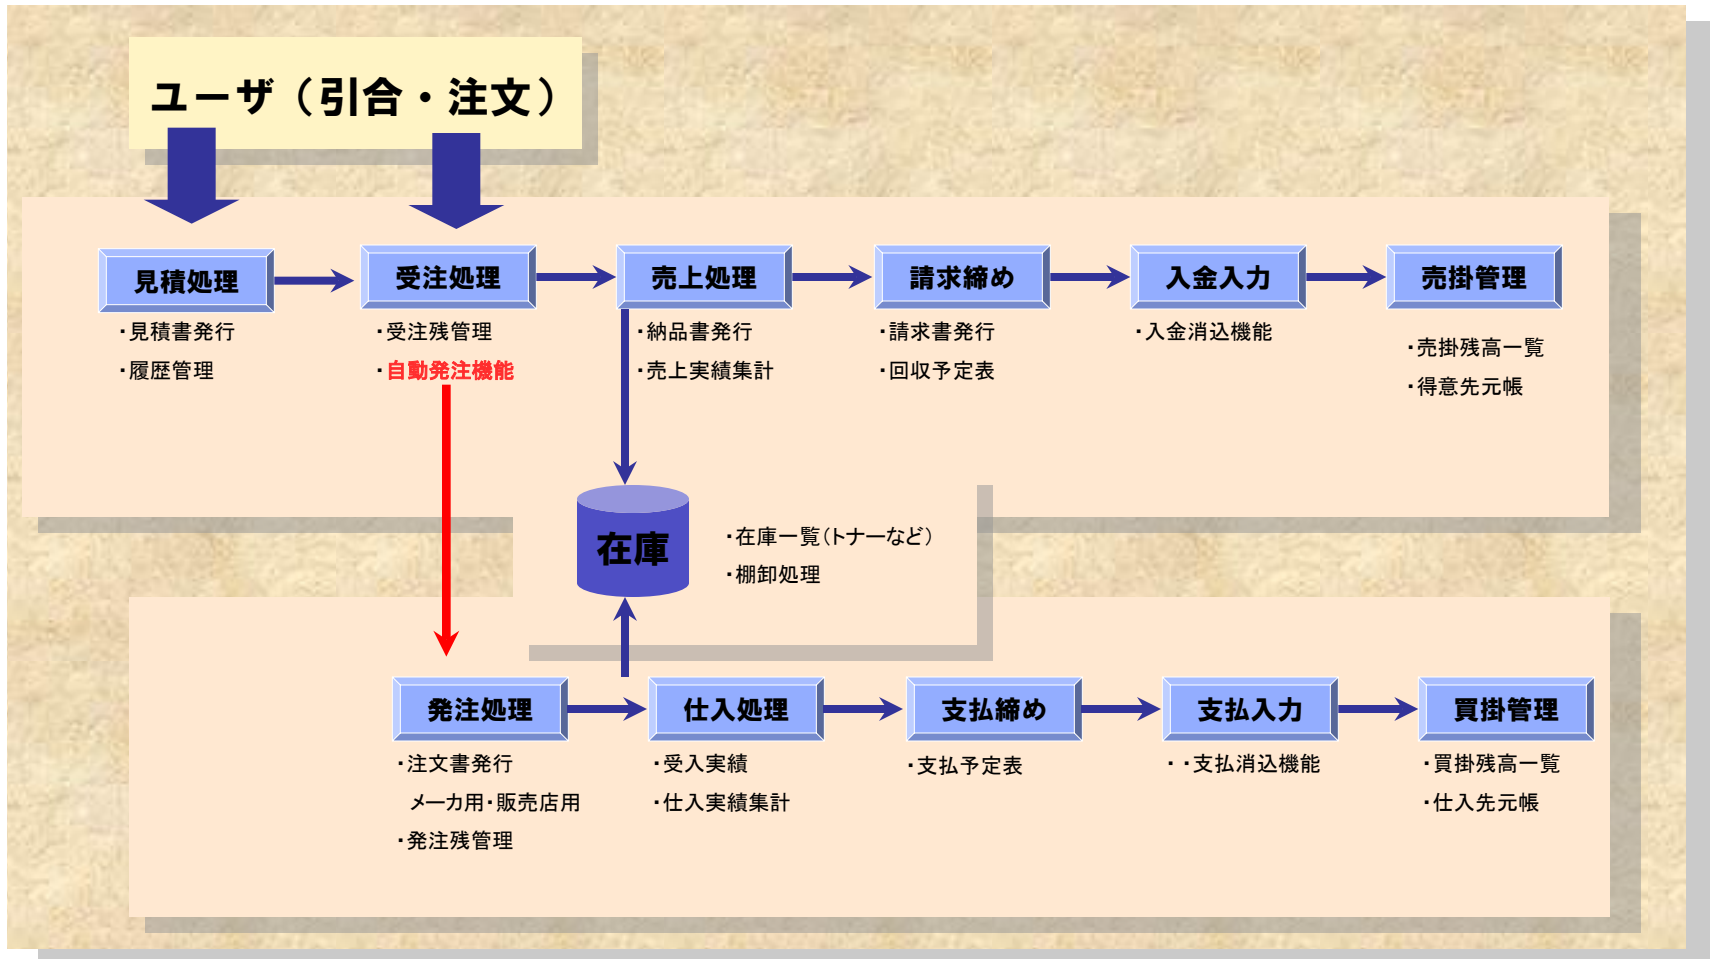 ユーザ（引合・注文）
見積処理
・見積書発行
・履歴管理
受注処理
・受注残管理
・自動発注機能
売上処理
・納品書発行
・売上実績集計
請求締め
・請求書発行
・回収予定表
入金入力
・入金消込機能
売掛管理
・売掛残高一覧
・得意先元帳
在庫
・在庫一覧（トナーなど）
・棚卸処理
発注処理
・注文書発行
メーカ用・販売店用
・発注残管理
仕入処理
・受入実績
・仕入実績集計
支払締め
・支払予定表
支払入力
・・支払消込機能
買掛管理
・買掛残高一覧
・仕入先元帳